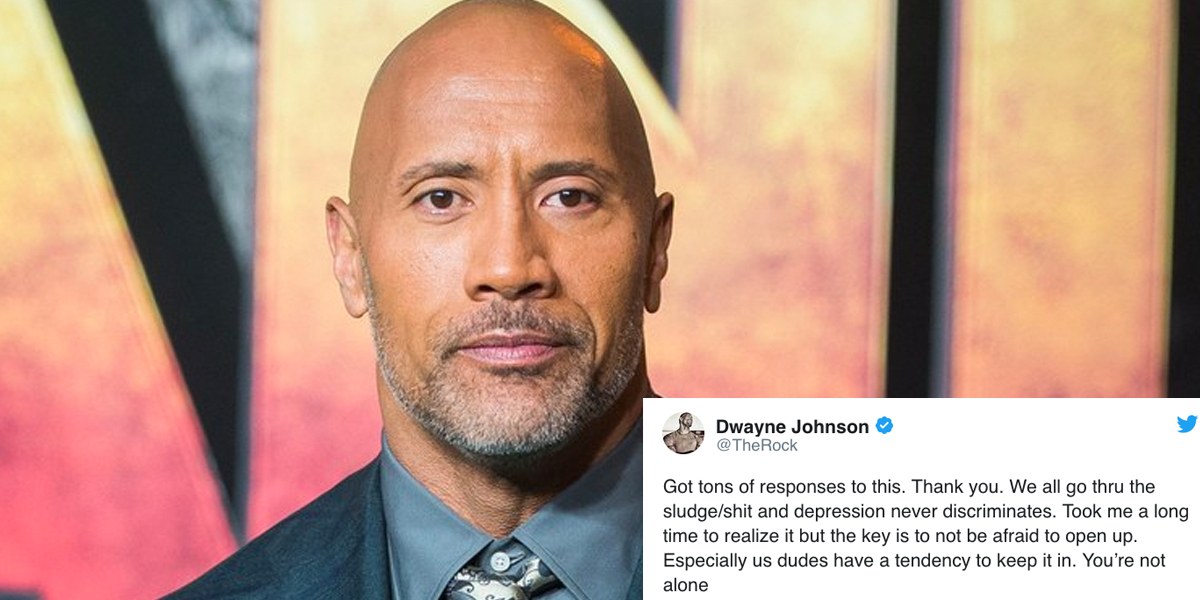 Dwayne Johnson
@TheRock
Got tons of responses to this. Thank you. We all go thru the
sludge/shit and depression never discriminates. Took me a long
time to realize it but the key is to not be afraid to open up.
Especially us dudes have a tendency to keep it in. You’re not
alone